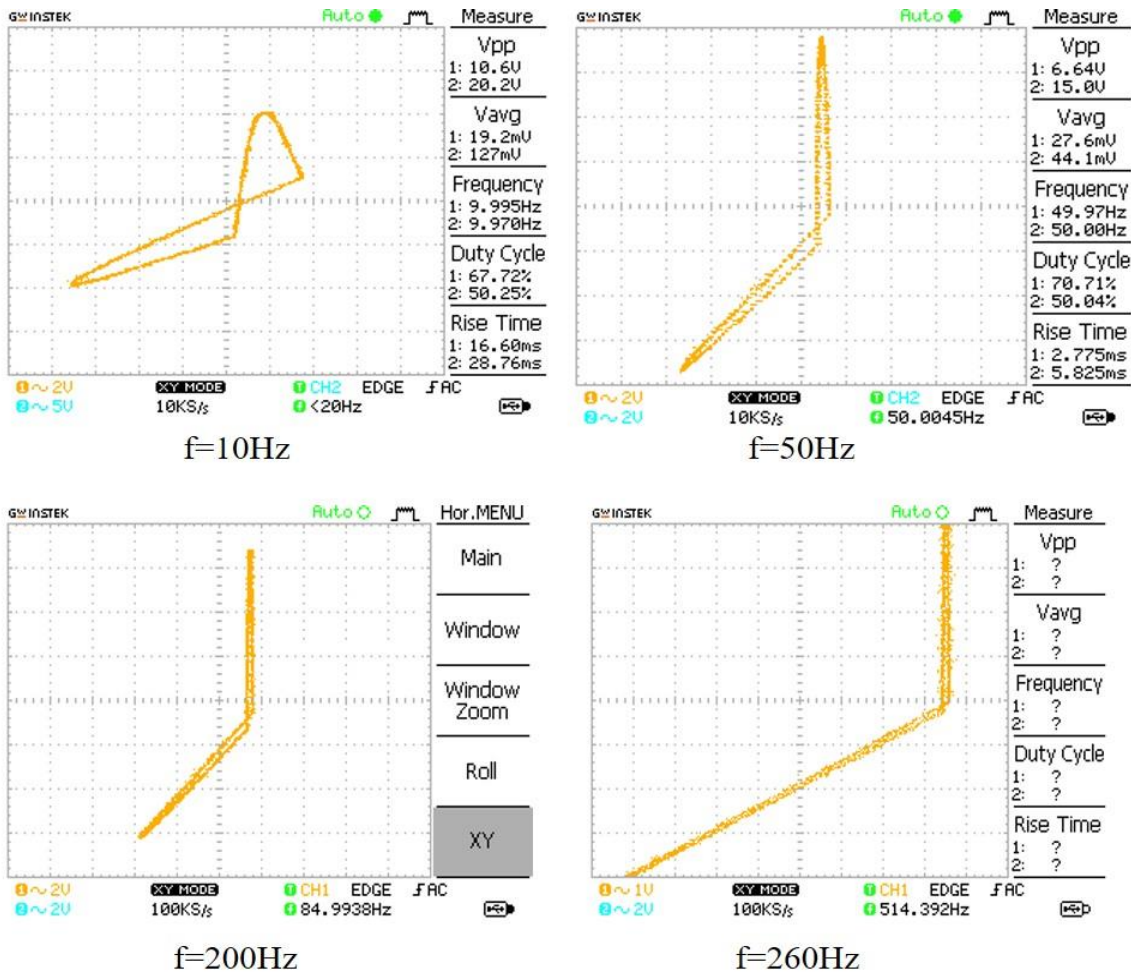 GWINSTEK Auto Measure
Vpp
1: 10.6V
2: 20.2V
Vavg
1: 19.2mV
2: 127mV
Frequency
1: 9.995Hz
2: 9.970Hz
Duty Cycle
1: 67.72%
2: 50.25%
Rise Time
1: 16.60ms
2: 28.76ms
1 ~ 2V XY MODE T CH2 EDGE AC
2 ~ 5V 10KS/s f <20Hz
f=10Hz
GWINSTEK Auto Measure
Vpp
1: 6.64V
2: 15.0V
Vavg
1: 27.6mV
2: 44.1mV
Frequency
1: 49.97Hz
2: 50.00Hz
Duty Cycle
1: 70.71%
2: 50.04%
Rise Time
1: 2.775ms
2: 5.825ms
1 ~ 2V XY MODE T CH2 EDGE AC
2 ~ 2V 10KS/s f 50.0045Hz
f=50Hz
GWINSTEK Auto Hor.MENU
Main
Window
Window
Zoom
Roll
XY
1 ~ 2V XY MODE T CH1 EDGE AC
2 ~ 2V 100KS/s f 84.9938Hz
f=200Hz
GWINSTEK Auto Measure
Vpp
1: ?
2: ?
Vavg
1: ?
2: ?
Frequency
1: ?
2: ?
Duty Cycle
1: ?
2: ?
Rise Time
1: ?
2: ?
1 ~ 1V XY MODE T CH1 EDGE AC
2 ~ 2V 100KS/s f 514.392Hz
f=260Hz